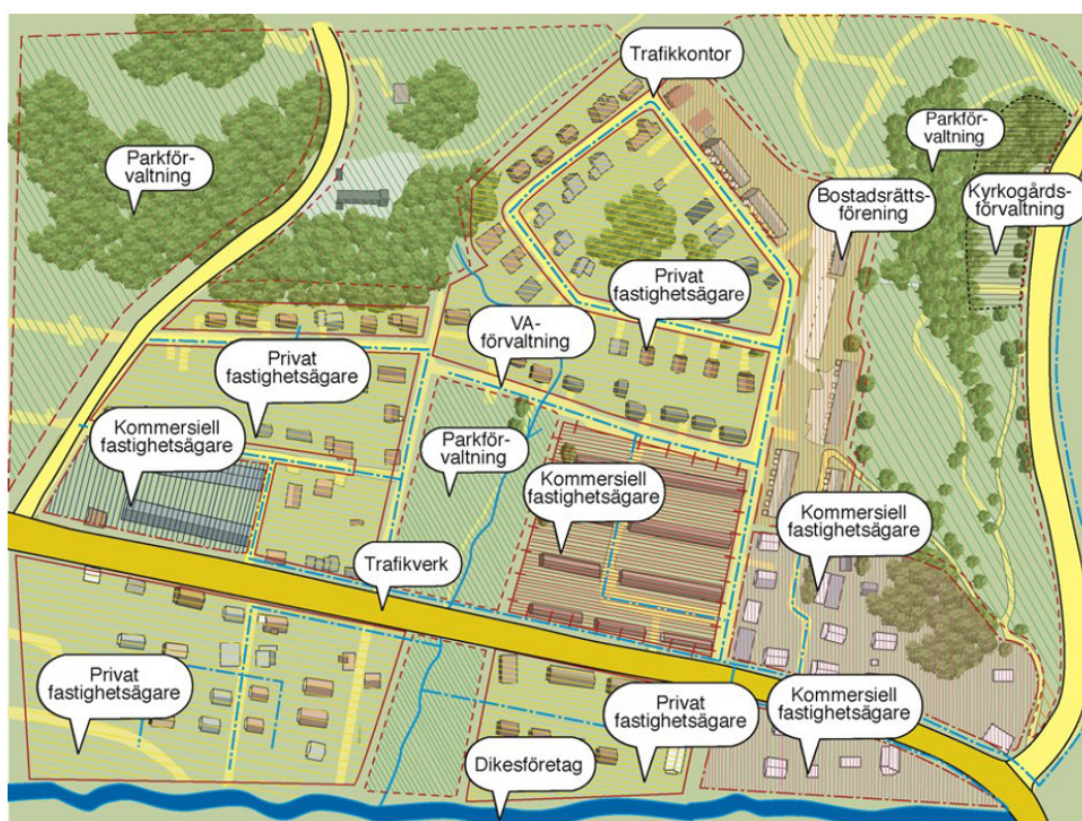 Trafikkontor
Parkför-
valtning
Parkför-
valtning
Bostadsrätts-
förening
Kyrkogårds-
förvaltning
Privat
fastighetsägare
VA-
förvaltning
Privat
fastighetsägare
Kommersiell
fastighetsägare
Parkför-
valtning
Kommersiell
fastighetsägare
Kommersiell
fastighetsägare
Trafikverk
Privat
fastighetsägare
Privat
fastighetsägare
Kommersiell
fastighetsägare
Dikesföretag